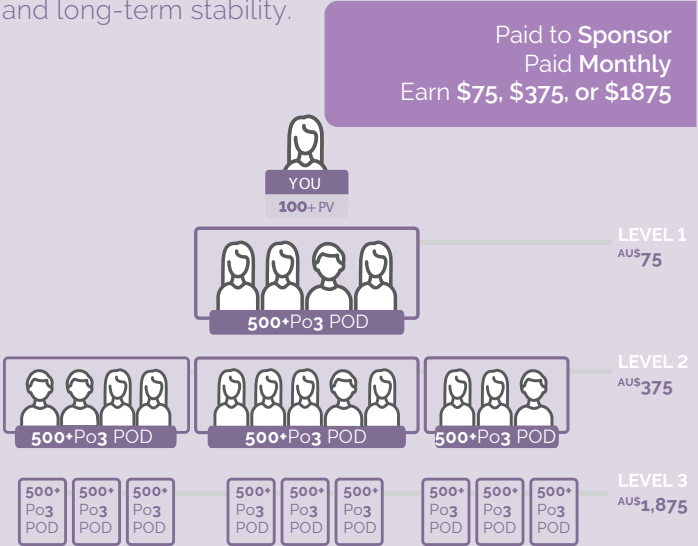 and long-term stability.
Paid to Sponsor
Paid Monthly
Earn $75, $375, or $1875
YOU
100+ PV
LEVEL 1
AU$75
500+Po3 POD
LEVEL 2
AU$375
500+Po3 POD
500+Po3 POD
500+Po3 POD
LEVEL 3
AU$1,875
500+
Po3
POD
500+
Po3
POD
500+
Po3
POD
500+
Po3
POD
500+
Po3
POD
500+
Po3
POD
500+
Po3
POD
500+
Po3
POD
500+
Po3
POD